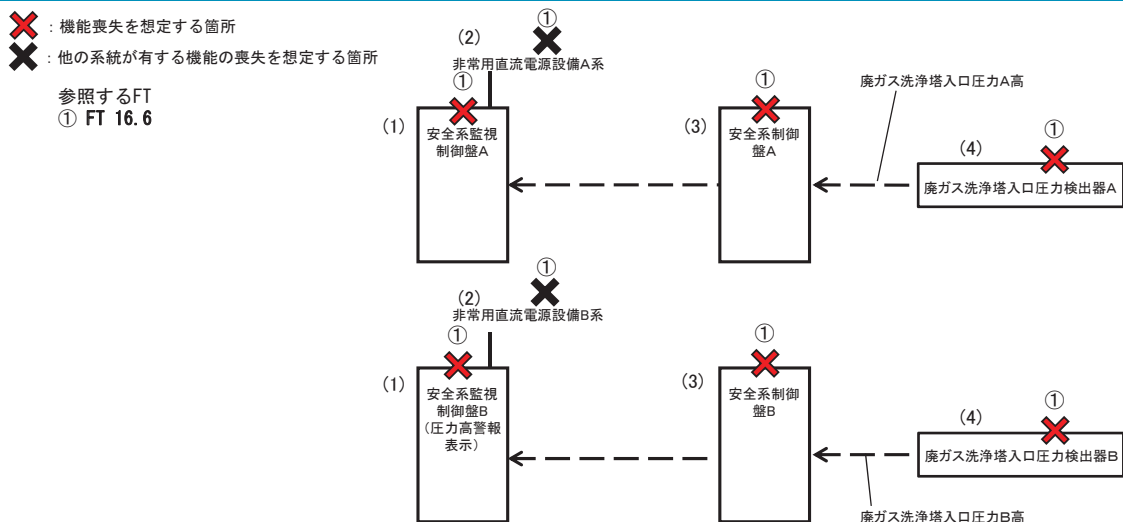 ：機能喪失を想定する箇所
：他の系統が有する機能の喪失を想定する箇所
参照するFT
① FT 16.6
①
(2)
非常用直流電源設備A系
①
(1)
安全系監視
制御盤A
①
(3)
安全系制御
盤A
廃ガス洗浄塔入口圧力A高
①
(4)
廃ガス洗浄塔入口圧力検出器A
①
(2)
非常用直流電源設備B系
①
(1)
安全系監視
制御盤B
（圧力高警報
表示）
①
(3)
安全系制御
盤B
①
(4)
廃ガス洗浄塔入口圧力検出器B
廃ガス洗浄塔入口圧力B高